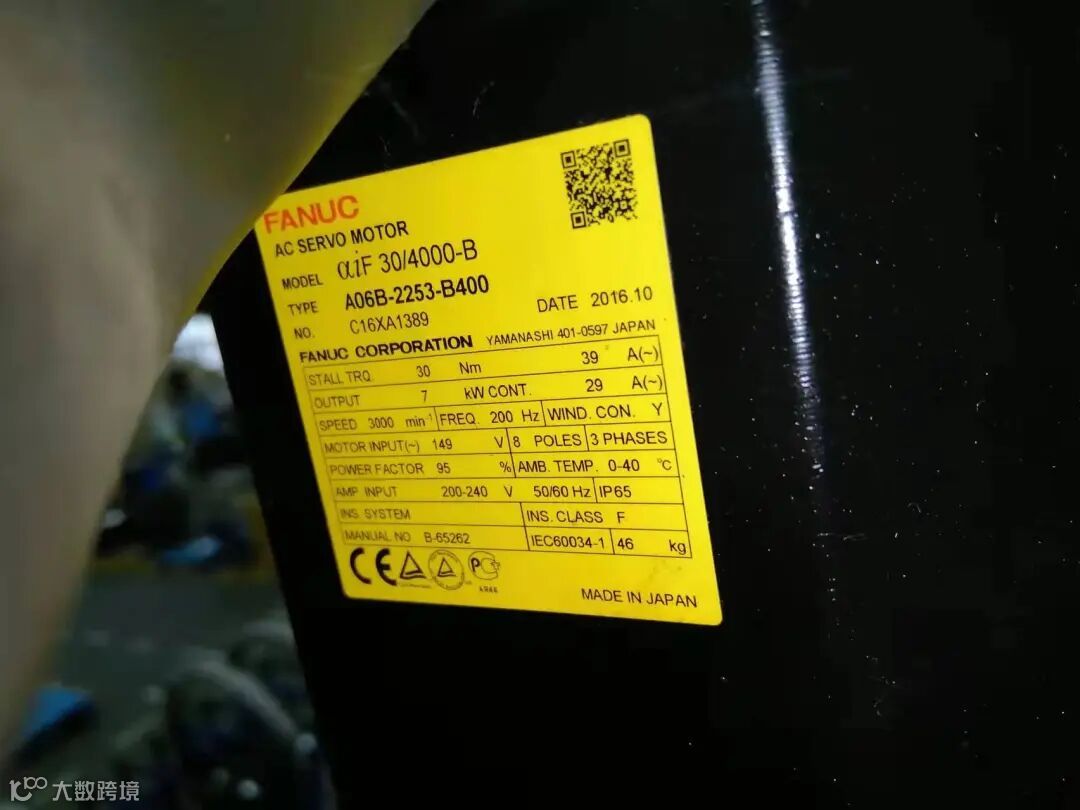 FANUC
AC SERVO MOTOR
MODEL αiF 30/4000-B
TYPE A06B-2253-B400
NO. C16XA1389 DATE 2016.10
FANUC CORPORATION YAMANASHI 401-0597 JAPAN
STALL TRQ. 30 Nm 39 A(~)
OUTPUT 7 kW CONT. 29 A(~)
SPEED 3000 min⁻¹ FREQ. 200 Hz WIND. CON. Y
MOTOR INPUT(~) 149 V 8 POLES 3 PHASES
POWER FACTOR 95 % AMB. TEMP. 0-40 °C
AMP INPUT 200-240 V 50/60 Hz IP65
INS. SYSTEM INS. CLASS F
MANUAL NO B-65262 IEC60034-1 46 kg
CE
MADE IN JAPAN
大数跨境